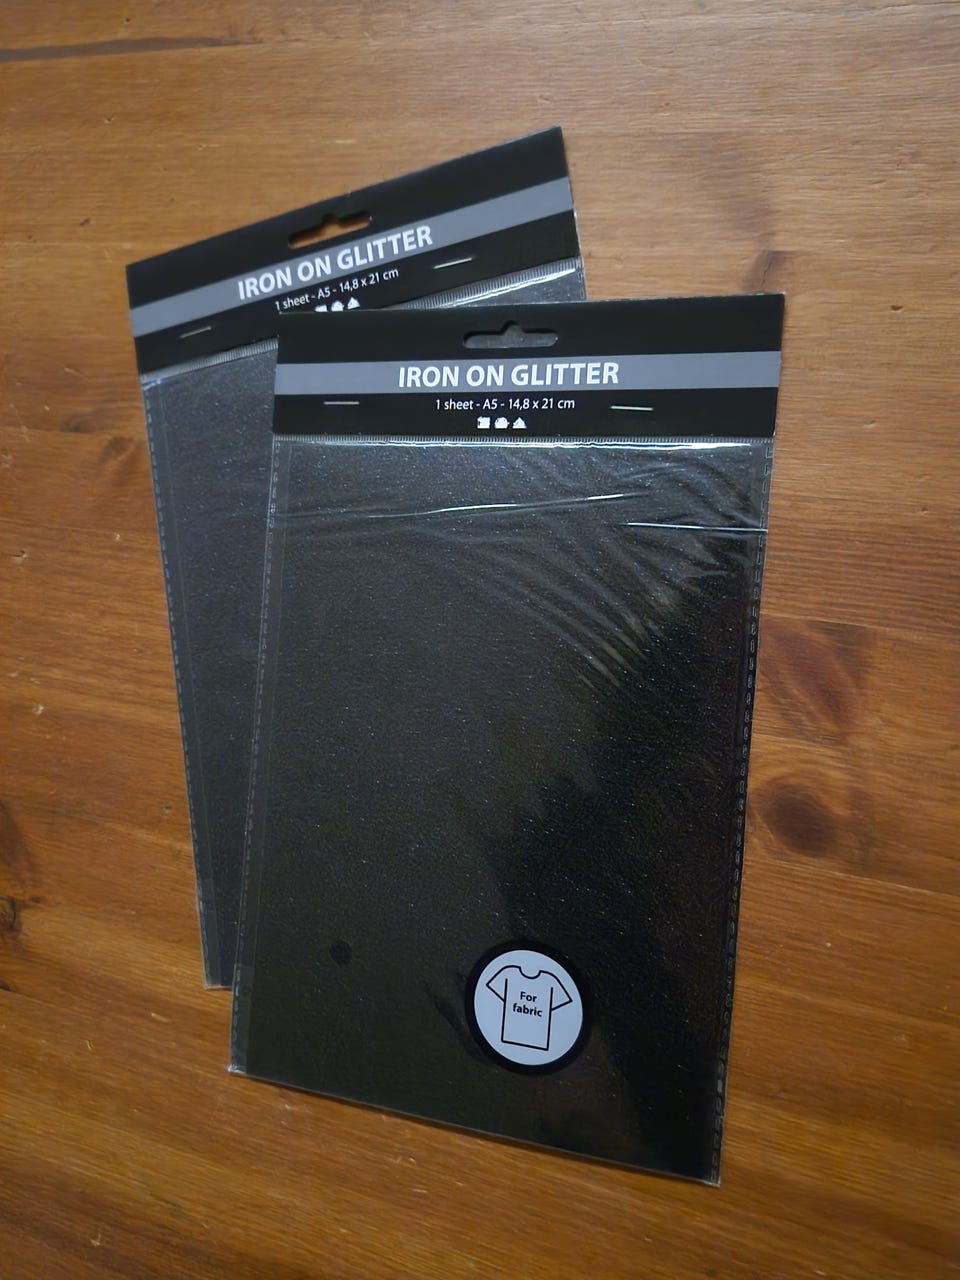 IRON ON GLITTER
1 sheet - A5 - 14,8 x 21 cm
IRON ON GLITTER
1 sheet - A5 - 14,8 x 21 cm
For
fabric